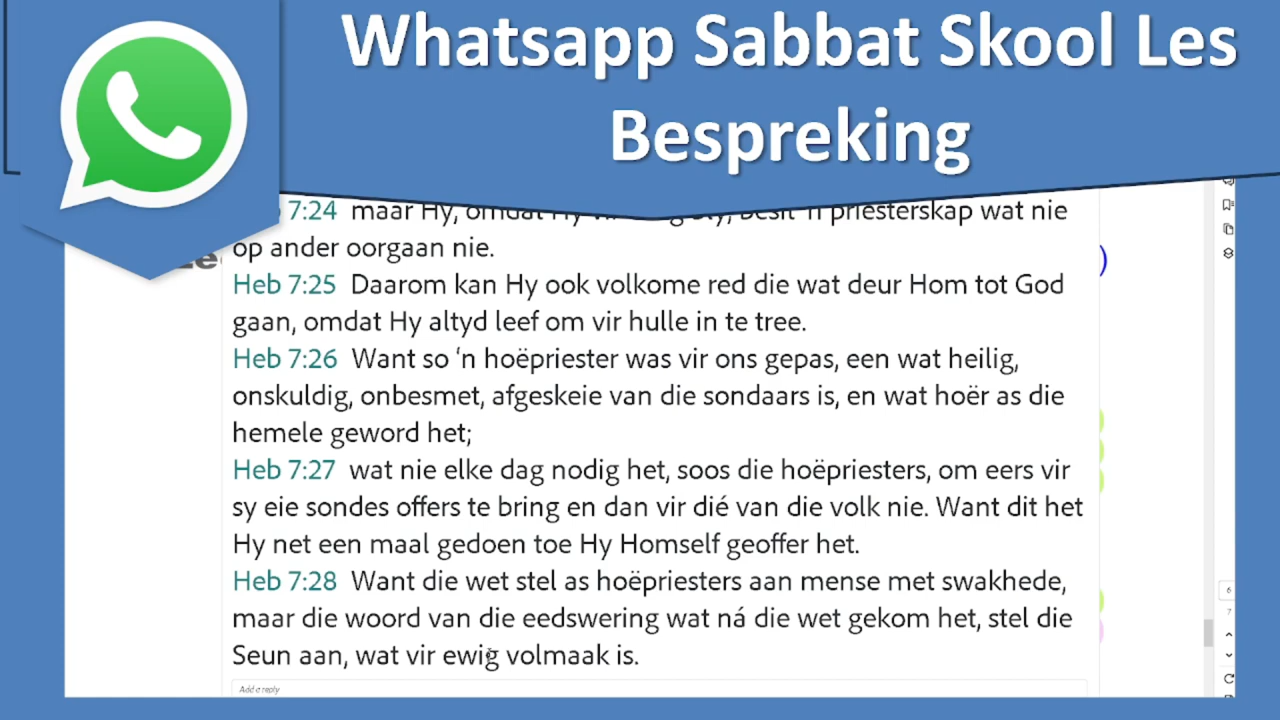 Whatsapp Sabbat Skool Les
Bespreking
7:24 maar Hy, omdat Hy priesterskap wat nie
op ander oorgaan nie.
Heb 7:25 Daarom kan Hy ook volkome red die wat deur Hom tot God
gaan, omdat Hy altyd leef om vir hulle in te tree.
Heb 7:26 Want so ’n hoëpriester was vir ons gepas, een wat heilig,
onskuldig, onbesmet, afgeskeie van die sondaars is, en wat hoër as die
hemele geword het;
Heb 7:27 wat nie elke dag nodig het, soos die hoëpriesters, om eers vir
sy eie sondes offers te bring en dan vir dié van die volk nie. Want dit het
Hy net een maal gedoen toe Hy Homself geoffer het.
Heb 7:28 Want die wet stel as hoëpriesters aan mense met swakhede,
maar die woord van die eedswering wat ná die wet gekom het, stel die
Seun aan, wat vir ewig volmaak is.
Add a reply
6
7